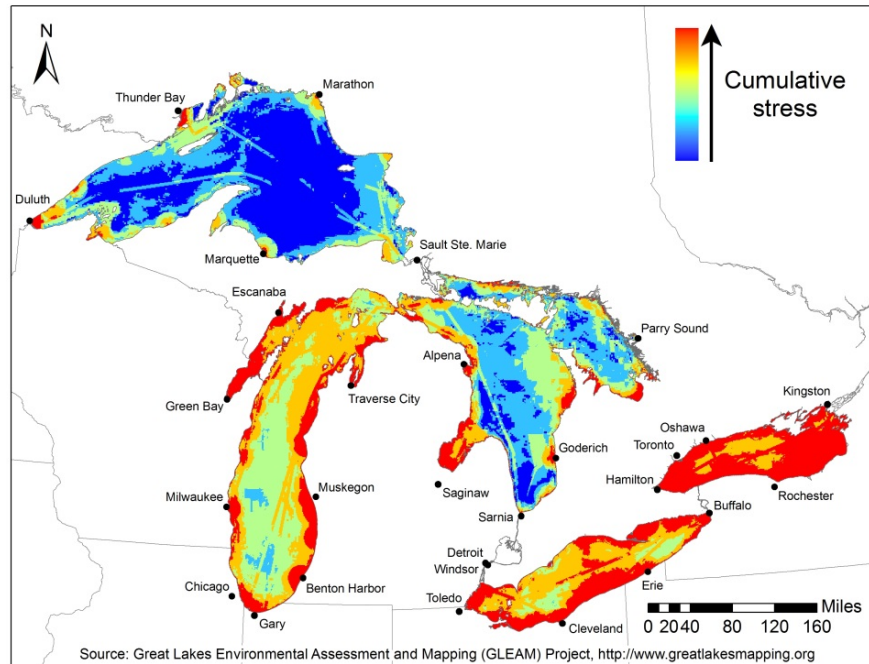 N
Cumulative
stress
Thunder Bay
Marathon
Duluth
Marquette
Sault Ste. Marie
Escanaba
Parry Sound
Alpena
Green Bay
Traverse City
Kingston
Oshawa
Toronto
Goderich
Hamilton
Rochester
Saginaw
Milwaukee
Muskegon
Sarnia
Buffalo
Detroit
Windsor
Chicago
Benton Harbor
Erie
Toledo
Gary
Cleveland
Miles
0 20 40 80 120 160
Source: Great Lakes Environmental Assessment and Mapping (GLEAM) Project, http://www.greatlakesmapping.org